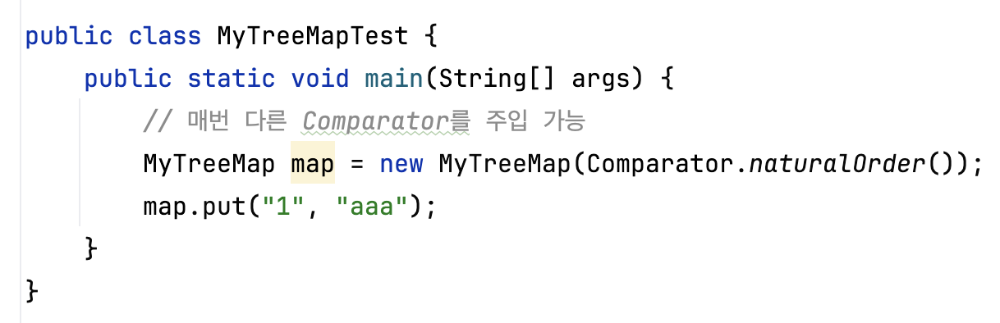 public class MyTreeMapTest {
public static void main(String[] args) {
// 매번 다른 Comparator를 주입 가능
MyTreeMap map = new MyTreeMap(Comparator.naturalOrder());
map.put("1", "aaa");
}
}